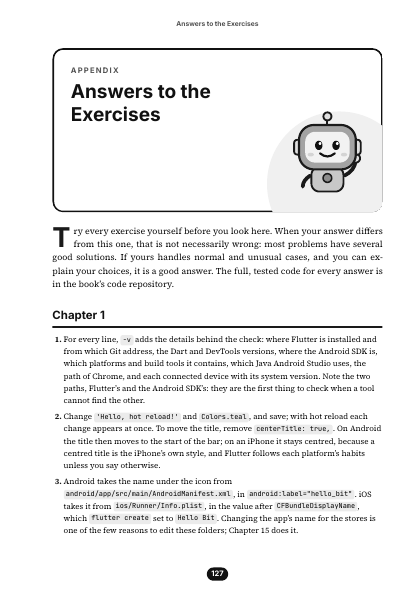 Answers to the Exercises
APPENDIX
Answers to the
Exercises
Try every exercise yourself before you look here. When your answer differs
from this one, that is not necessarily wrong: most problems have several
good solutions. If yours handles normal and unusual cases, and you can ex-
plain your choices, it is a good answer. The full, tested code for every answer is
in the book's code repository.
Chapter 1
1. For every line, -v adds the details behind the check: where Flutter is installed and
from which Git address, the Dart and DevTools versions, where the Android SDK is,
which platforms and build tools it contains, which Java Android Studio uses, the
path of Chrome, and each connected device with its system version. Note the two
paths, Flutter's and the Android SDK's: they are the first thing to check when a tool
cannot find the other.
2. Change 'Hello, hot reload!' and Colors.teal, and save; with hot reload each
change appears at once. To move the title, remove centerTitle: true,. On Android
the title then moves to the start of the bar; on an iPhone it stays centred, because a
centred title is the iPhone's own style, and Flutter follows each platform's habits
unless you say otherwise.
3. Android takes the name under the icon from
android/app/src/main/AndroidManifest.xml, in android:label="hello_bit". iOS
takes it from ios/Runner/Info.plist, in the value after CFBundleDisplayName,
which flutter create set to Hello Bit. Changing the app's name for the stores is
one of the few reasons to edit these folders; Chapter 15 does it.
127